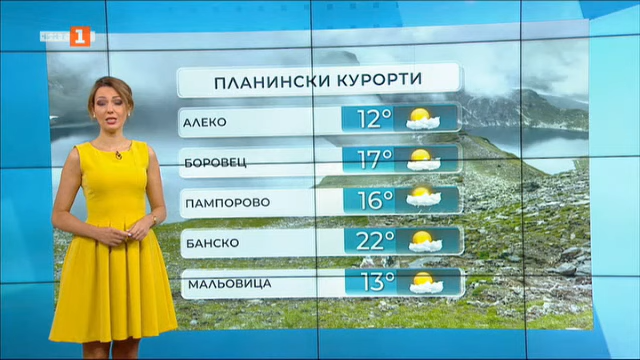 1
ПЛАНИНСКИ КУРОРТИ
АЛЕКО 12°
БОРОВЕЦ 17°
ПАМПОРОВО 16°
БАНСКО 22°
МАЛЬОВИЦА 13°